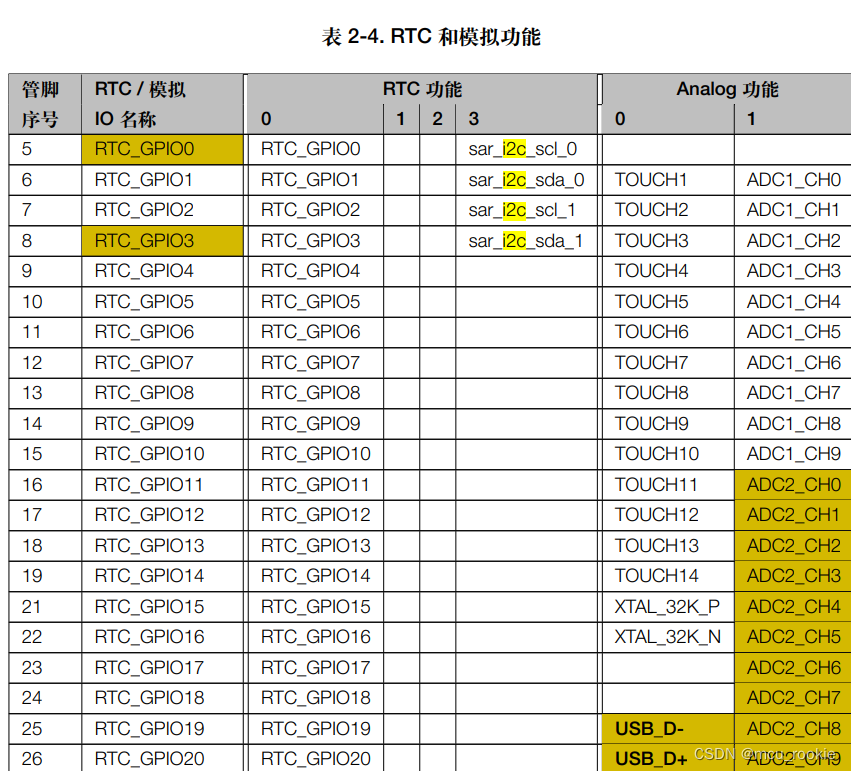 表 2-4. RTC 和模拟功能
管脚 RTC / 模拟 RTC 功能 Analog 功能
序号 IO 名称 0 1 2 3 0 1
5 RTC_GPIO0 RTC_GPIO0 sar_i2c_scl_0
6 RTC_GPIO1 RTC_GPIO1 sar_i2c_sda_0 TOUCH1 ADC1_CH0
7 RTC_GPIO2 RTC_GPIO2 sar_i2c_scl_1 TOUCH2 ADC1_CH1
8 RTC_GPIO3 RTC_GPIO3 sar_i2c_sda_1 TOUCH3 ADC1_CH2
9 RTC_GPIO4 RTC_GPIO4 TOUCH4 ADC1_CH3
10 RTC_GPIO5 RTC_GPIO5 TOUCH5 ADC1_CH4
11 RTC_GPIO6 RTC_GPIO6 TOUCH6 ADC1_CH5
12 RTC_GPIO7 RTC_GPIO7 TOUCH7 ADC1_CH6
13 RTC_GPIO8 RTC_GPIO8 TOUCH8 ADC1_CH7
14 RTC_GPIO9 RTC_GPIO9 TOUCH9 ADC1_CH8
15 RTC_GPIO10 RTC_GPIO10 TOUCH10 ADC1_CH9
16 RTC_GPIO11 RTC_GPIO11 TOUCH11 ADC2_CH0
17 RTC_GPIO12 RTC_GPIO12 TOUCH12 ADC2_CH1
18 RTC_GPIO13 RTC_GPIO13 TOUCH13 ADC2_CH2
19 RTC_GPIO14 RTC_GPIO14 TOUCH14 ADC2_CH3
21 RTC_GPIO15 RTC_GPIO15 XTAL_32K_P ADC2_CH4
22 RTC_GPIO16 RTC_GPIO16 XTAL_32K_N ADC2_CH5
23 RTC_GPIO17 RTC_GPIO17 ADC2_CH6
24 RTC_GPIO18 RTC_GPIO18 ADC2_CH7
25 RTC_GPIO19 RTC_GPIO19 USB_D- ADC2_CH8
26 RTC_GPIO20 RTC_GPIO20 USB_D+ ADC2_CH9
CSDN @mcu_rookie